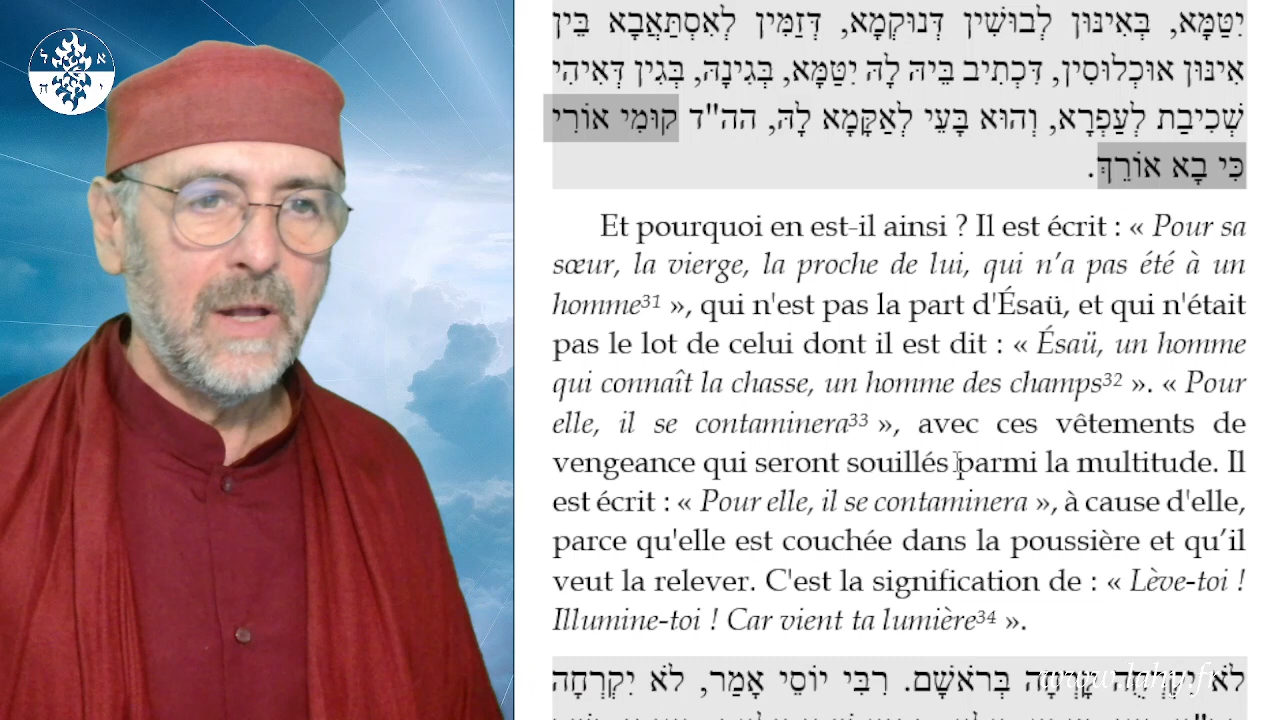 יִטַּמָּא, בְּאִינּוּן לְבוּשִׁין דְּנוּקְמָא, דְּזַמִּין לְאִסְתַּאֲבָא בֵּין
אִינּוּן אוּכְלוּסִין, דִּכְתִיב בֵּיהּ לָהּ יִטַּמָּא, בְּגִינָהּ, בְּגִין דְּאִיהִי
שְׁכִיבַת לְעַפְרָא, וְהוּא בָּעֵי לְאַקָּמָא לָהּ, הה"ד קוּמִי אוֹרִי
כִּי בָא אוֹרֵךְ.
Et pourquoi en est-il ainsi ? Il est écrit : « Pour sa
sœur, la vierge, la proche de lui, qui n’a pas été à un
homme³¹ », qui n'est pas la part d'Ésaü, et qui n'était
pas le lot de celui dont il est dit : « Ésaü, un homme
qui connaît la chasse, un homme des champs³² ». « Pour
elle, il se contaminera³³ », avec ces vêtements de
vengeance qui seront souillés parmi la multitude. Il
est écrit : « Pour elle, il se contaminera », à cause d'elle,
parce qu'elle est couchée dans la poussière et qu’il
veut la relever. C'est la signification de : « Lève-toi !
Illumine-toi ! Car vient ta lumière³⁴ ».
לֹא יִקְרְחֻה קָרְחָה בְּרֹאשָׁם. רִבִּי יוֹסֵי אָמַר, לֹא יִקְרְחָה
www.lahy.fr
א
ל
ה
י